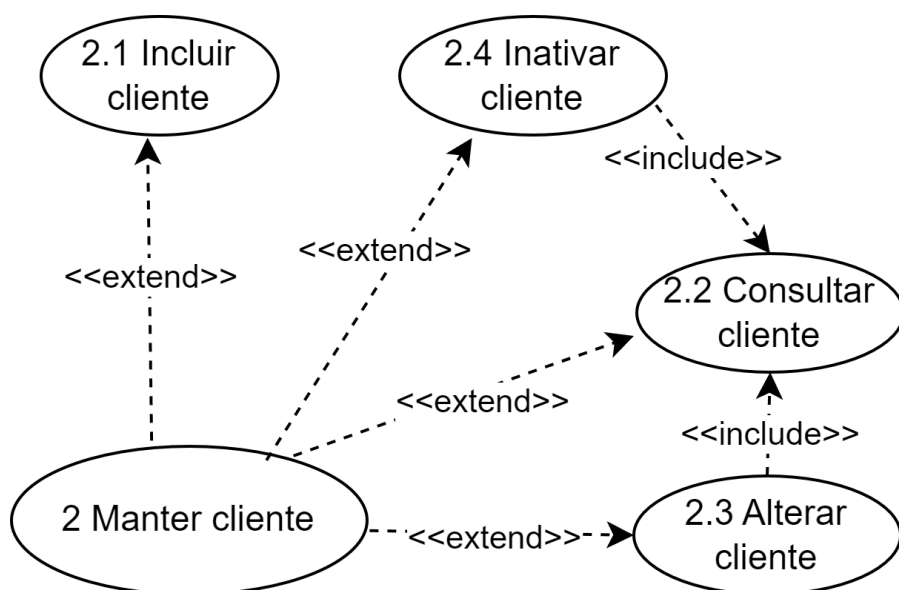 2.1 Incluir
cliente
2.4 Inativar
cliente
<<include>>
<<extend>>
<<extend>>
2.2 Consultar
cliente
<<extend>>
<<include>>
2 Manter cliente
<<extend>>
2.3 Alterar
cliente